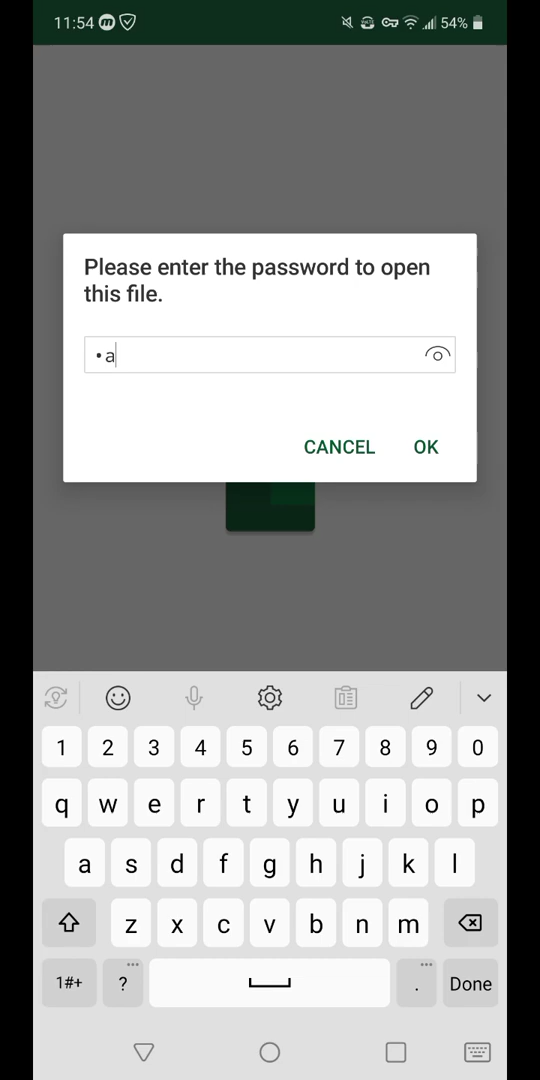 11:54 54%
Please enter the password to open
this file.
•a
CANCEL OK
1 2 3 4 5 6 7 8 9 0
q w e r t y u i o p
a s d f g h j k l
z x c v b n m
1#+ ? . Done